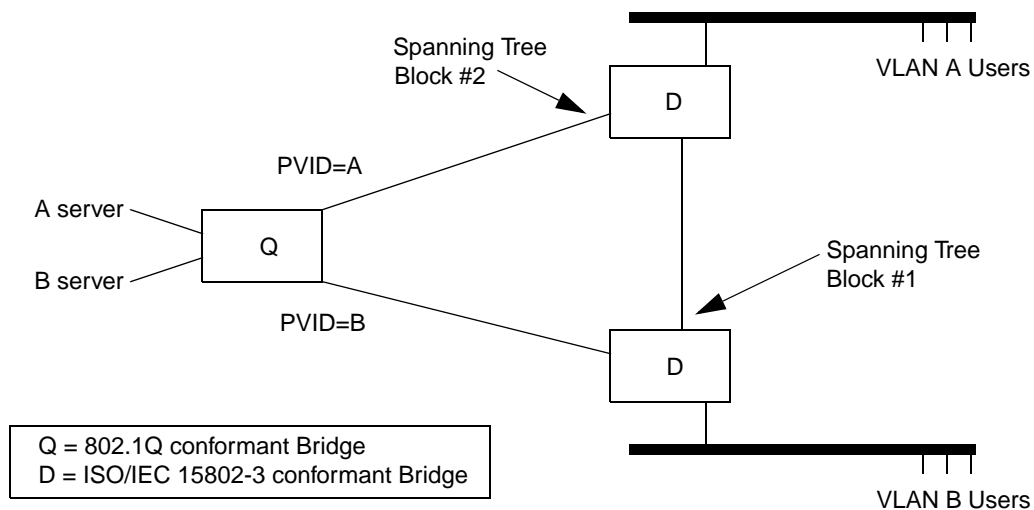 Spanning Tree
Block #2
D
VLAN A Users
PVID=A
A server
Q
B server
Spanning Tree
Block #1
PVID=B
D
Q = 802.1Q conformant Bridge
D = ISO/IEC 15802-3 conformant Bridge
VLAN B Users